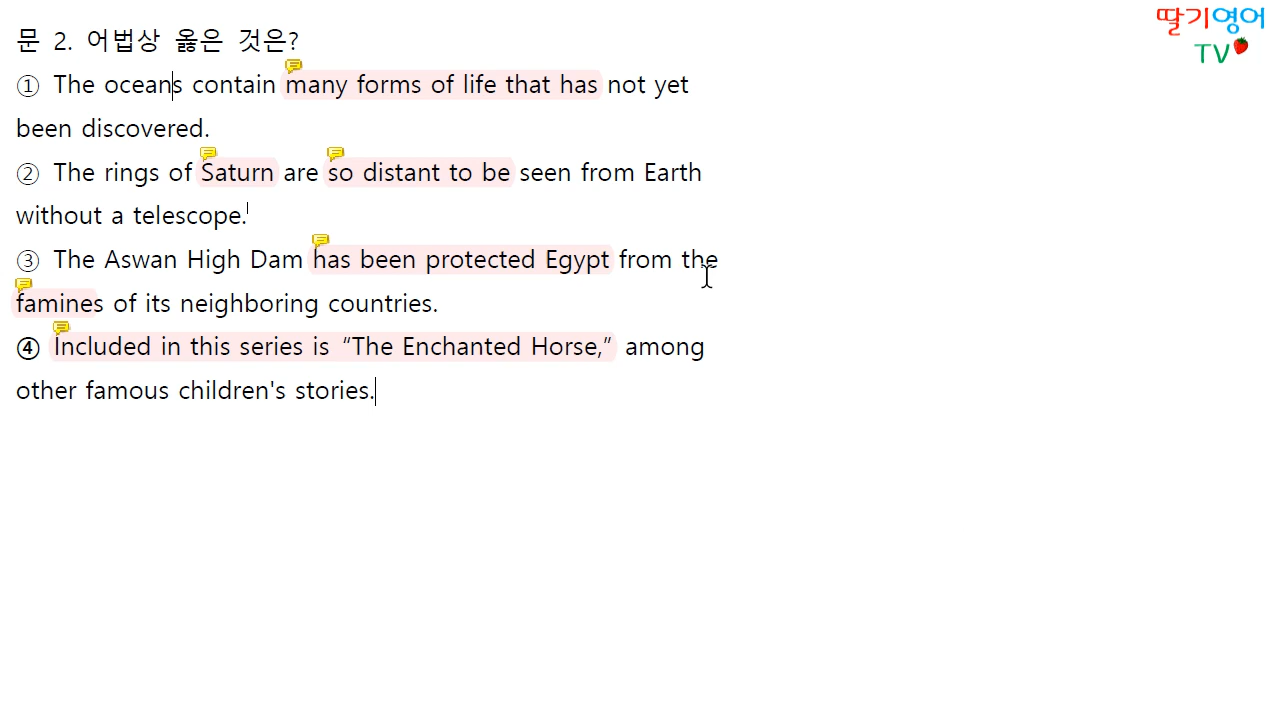 딸기영어
TV
문 2. 어법상 옳은 것은?
① The oceans contain many forms of life that has not yet
been discovered.
② The rings of Saturn are so distant to be seen from Earth
without a telescope.
③ The Aswan High Dam has been protected Egypt from the
famines of its neighboring countries.
④ Included in this series is “The Enchanted Horse,” among
other famous children's stories.